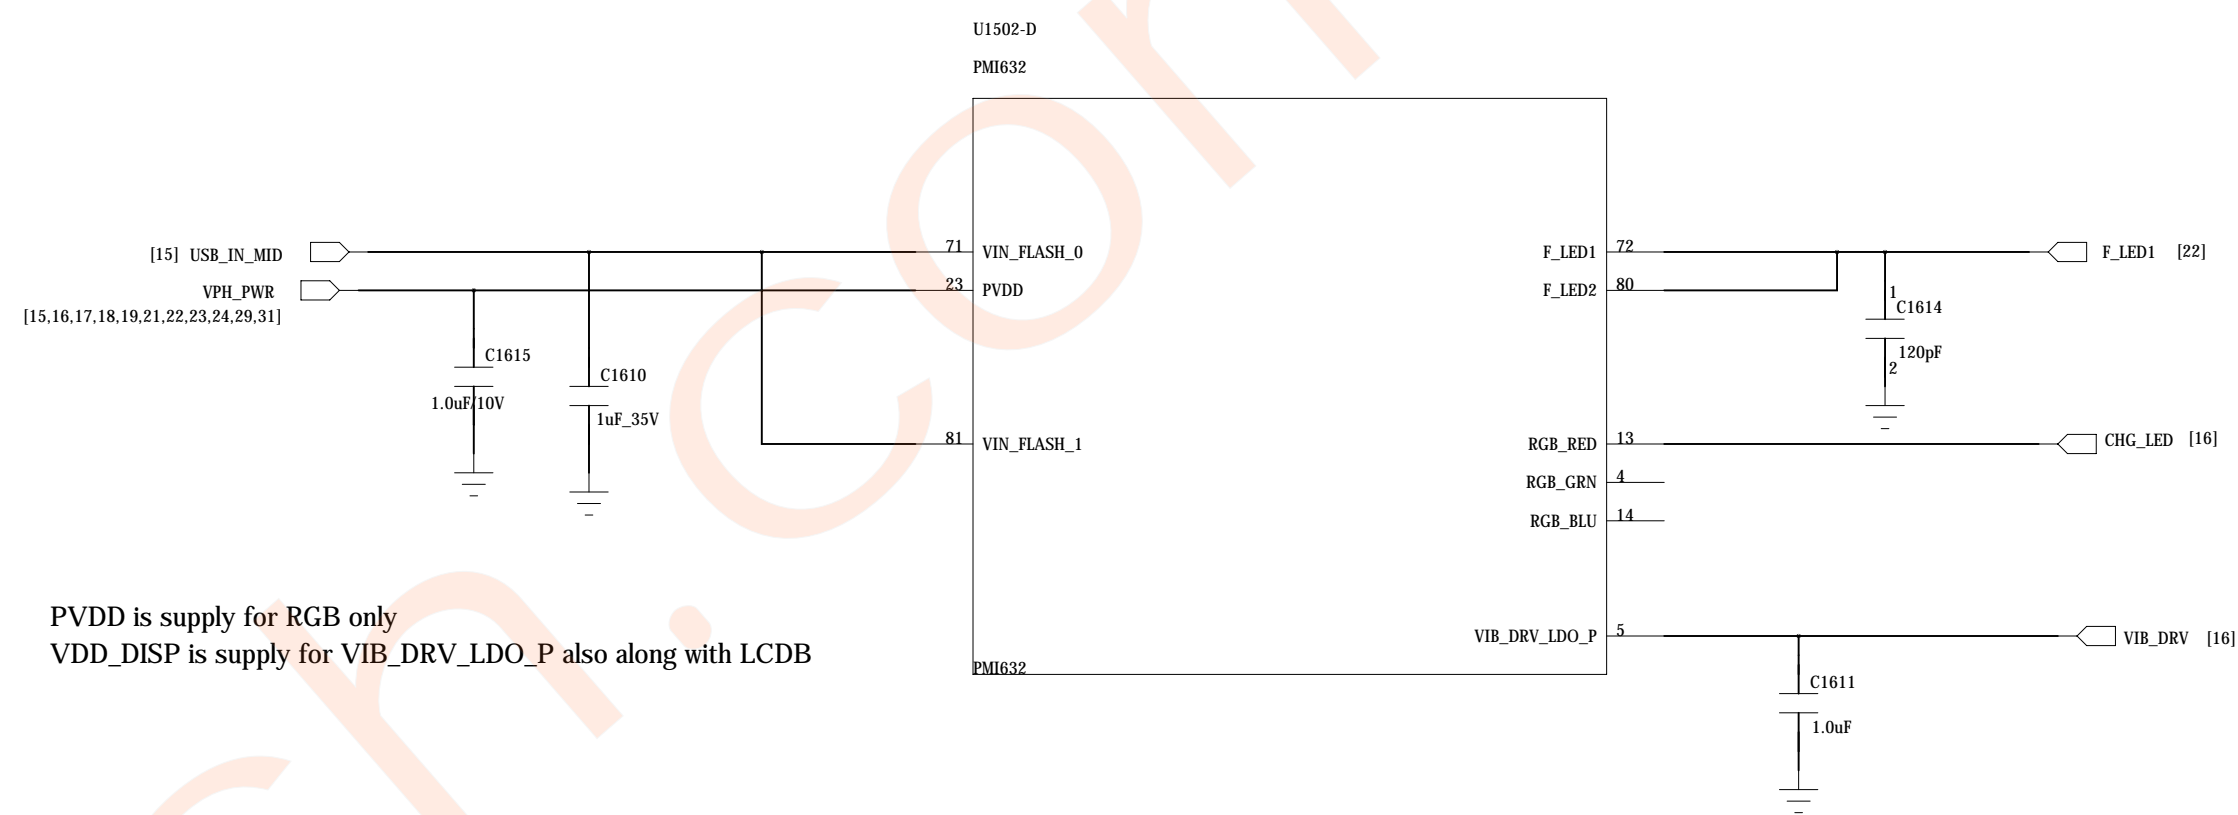 U1502-D
PMI632
[15] USB_IN_MID
71 VIN_FLASH_0
F_LED1 72
F_LED1 [22]
VPH_PWR
23 PVDD
F_LED2 80
[15,16,17,18,19,21,22,23,24,29,31]
1
C1614
120pF
2
C1615
1.0uF/10V
C1610
1uF_35V
81 VIN_FLASH_1
RGB_RED 13
CHG_LED [16]
RGB_GRN 4
RGB_BLU 14
PVDD is supply for RGB only
VDD_DISP is supply for VIB_DRV_LDO_P also along with LCDB
VIB_DRV_LDO_P 5
VIB_DRV [16]
PMI632
C1611
1.0uF
h.com